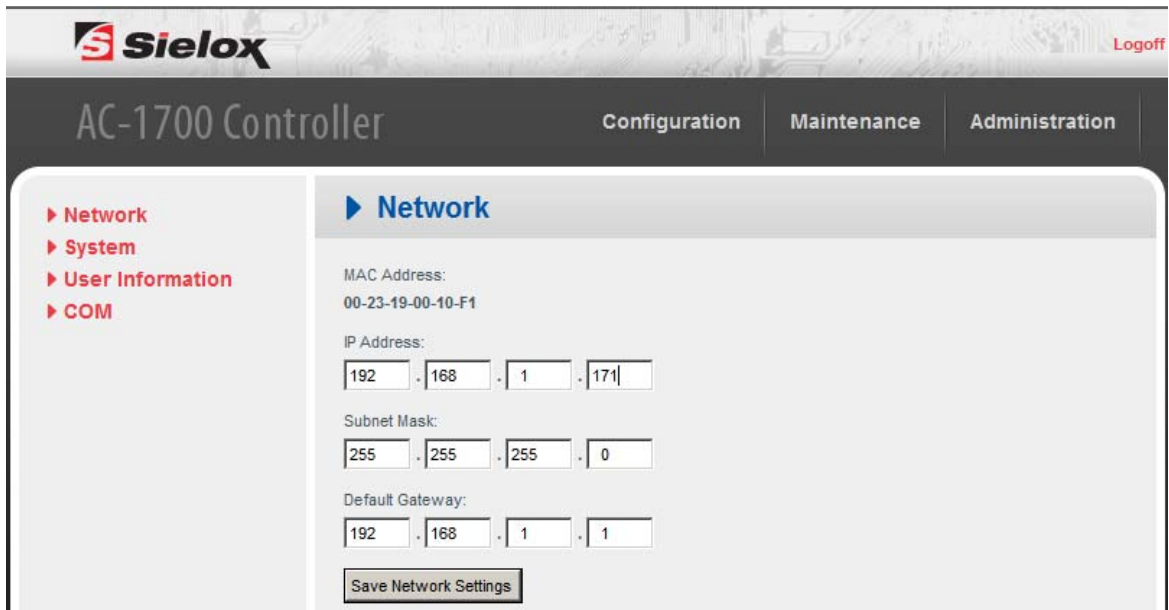 Sielox
Logoff
AC-1700 Controller
Configuration
Maintenance
Administration
Network
System
User Information
COM
Network
MAC Address:
00-23-19-00-10-F1
IP Address:
192 . 168 . 1 . 171
Subnet Mask:
255 . 255 . 255 . 0
Default Gateway:
192 . 168 . 1 . 1
Save Network Settings